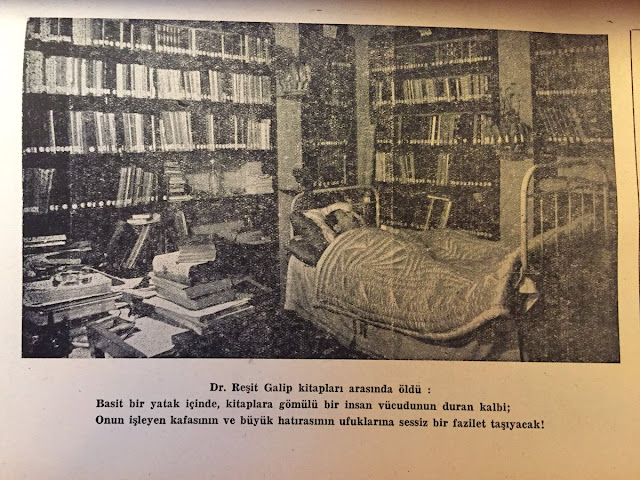 Dr. Reşit Galip kitapları arasında öldü :
Basit bir yatak içinde, kitaplara gömülü bir insan vücudunun duran kalbi;
Onun işleyen kafasının ve büyük hatırasının ufuklarına sessiz bir fazilet taşıyacak!